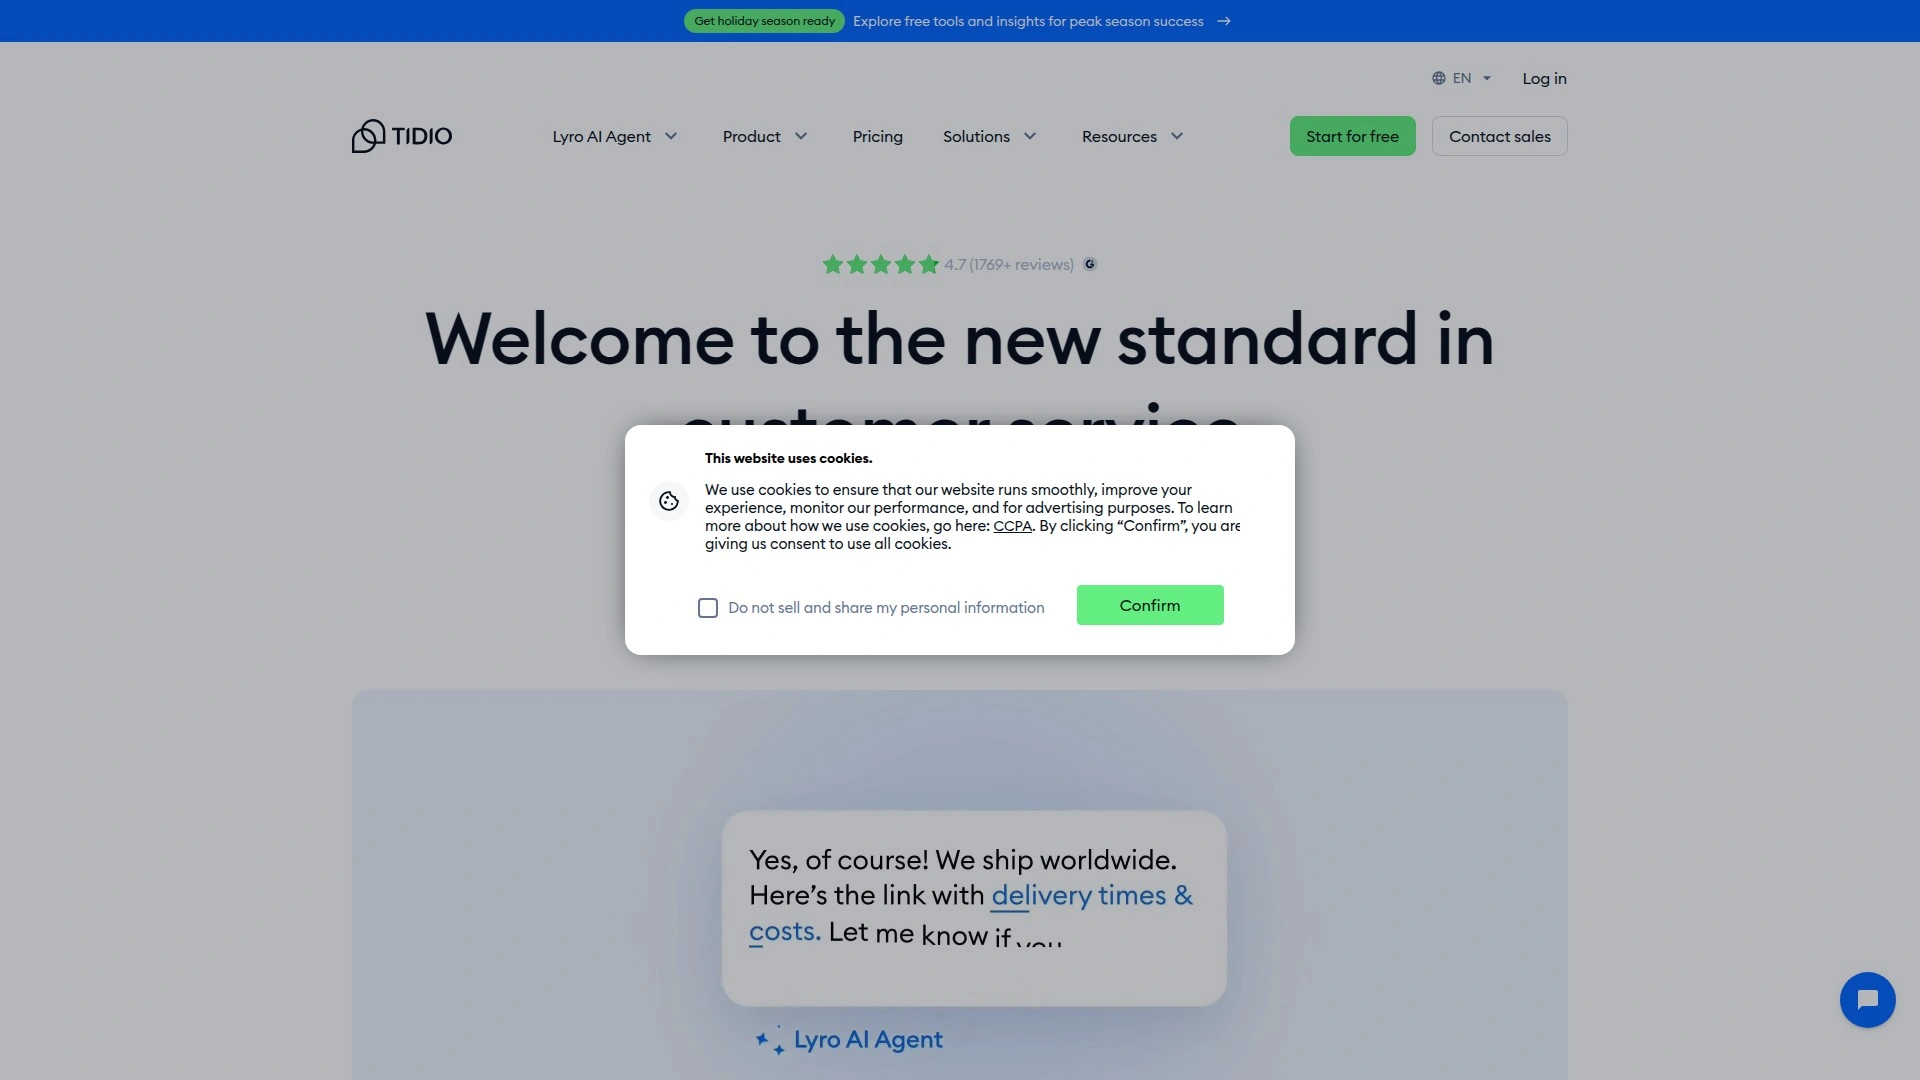 Get holiday season ready Explore free tools and insights for peak season success
EN Log in
TIDIO Lyro AI Agent Product Pricing Solutions Resources Start for free Contact sales
4.7 (1769+ reviews)
Welcome to the new standard in
customer service
This website uses cookies.
We use cookies to ensure that our website runs smoothly, improve your
experience, monitor our performance, and for advertising purposes. To learn
more about how we use cookies, go here: CCPA. By clicking “Confirm”, you are
giving us consent to use all cookies.
Do not sell and share my personal information Confirm
Yes, of course! We ship worldwide.
Here’s the link with delivery times &
costs. Let me know if you
Lyro AI Agent